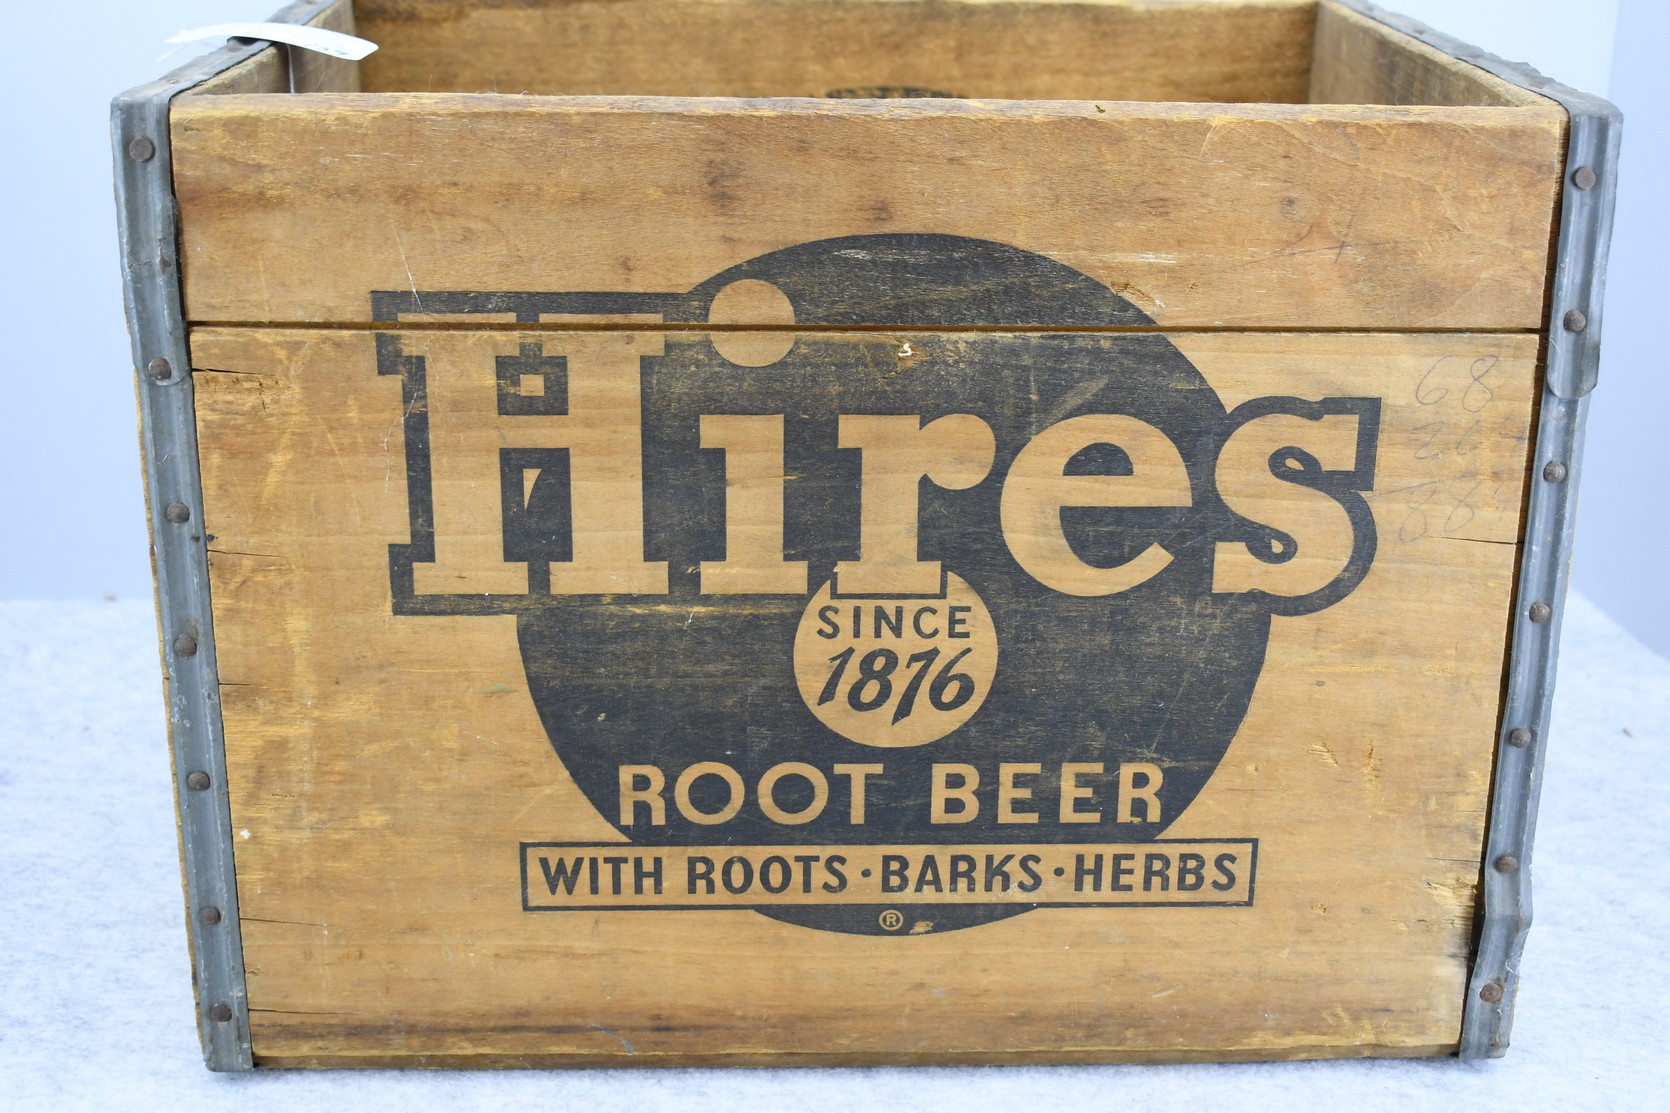 Hires
SINCE
1876
ROOT BEER
WITH ROOTS · BARKS · HERBS
®
68